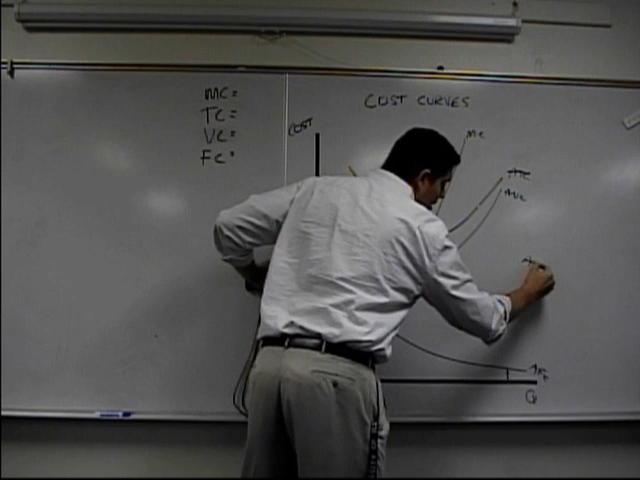 COST CURVES
MC=
TC=
VC=
FC=
COST
MC
ATC
AVC
Q